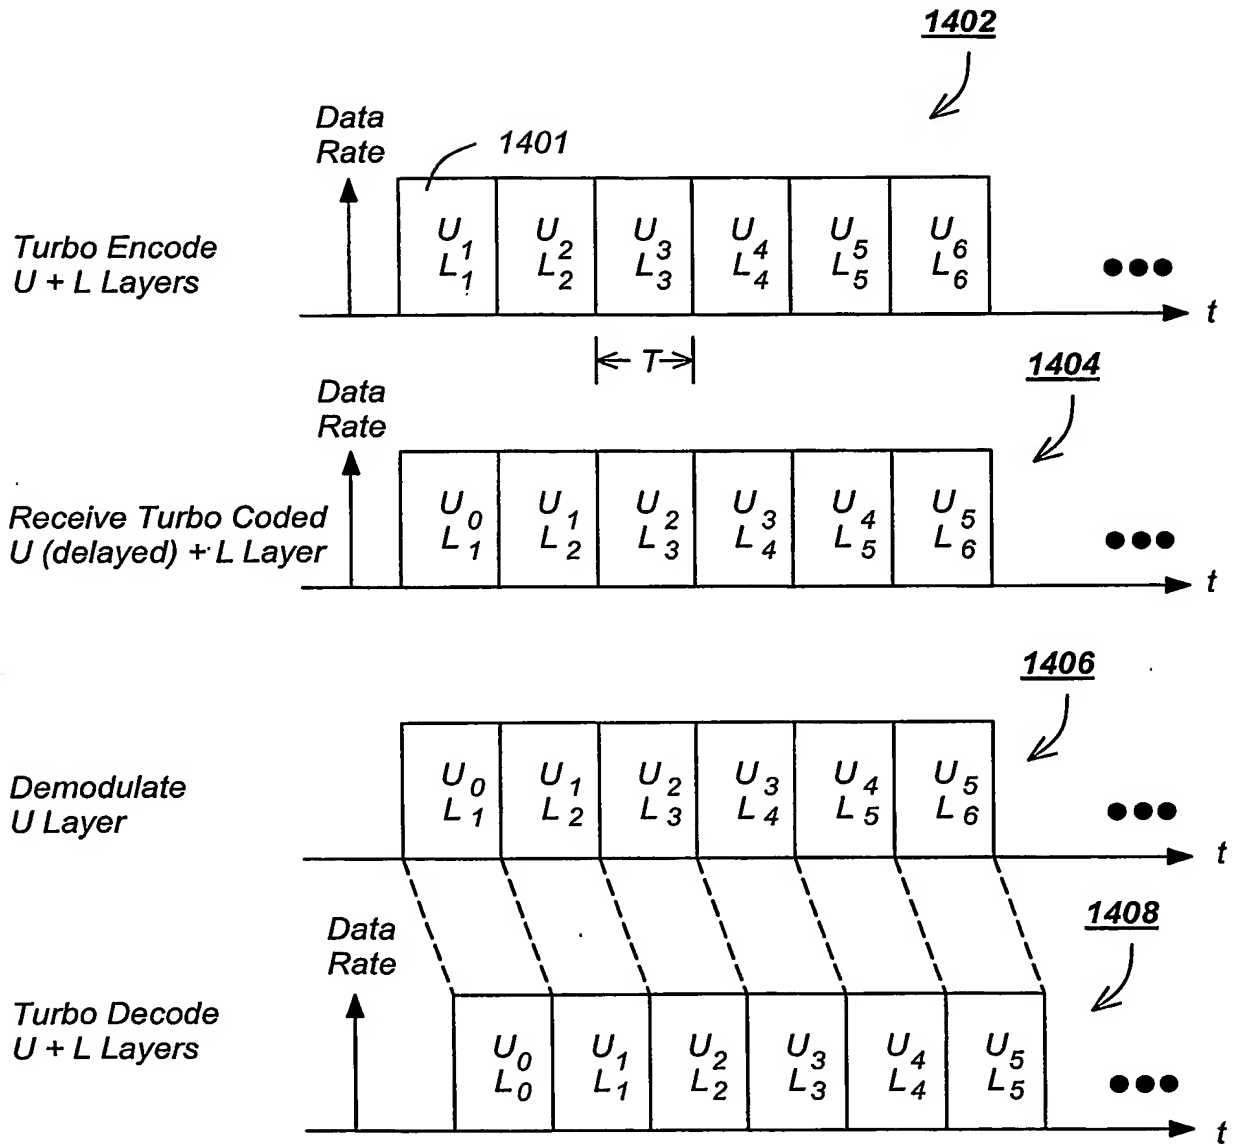 1402
Data
Rate
1401
Turbo Encode
U + L Layers
U1 U2 U3 U4 U5 U6
L1 L2 L3 L4 L5 L6
t
T
1404
Data
Rate
Receive Turbo Coded
U (delayed) + L Layer
U0 U1 U2 U3 U4 U5
L1 L2 L3 L4 L5 L6
t
1406
Demodulate
U Layer
U0 U1 U2 U3 U4 U5
L1 L2 L3 L4 L5 L6
t
1408
Data
Rate
Turbo Decode
U + L Layers
U0 U1 U2 U3 U4 U5
L0 L1 L2 L3 L4 L5
t